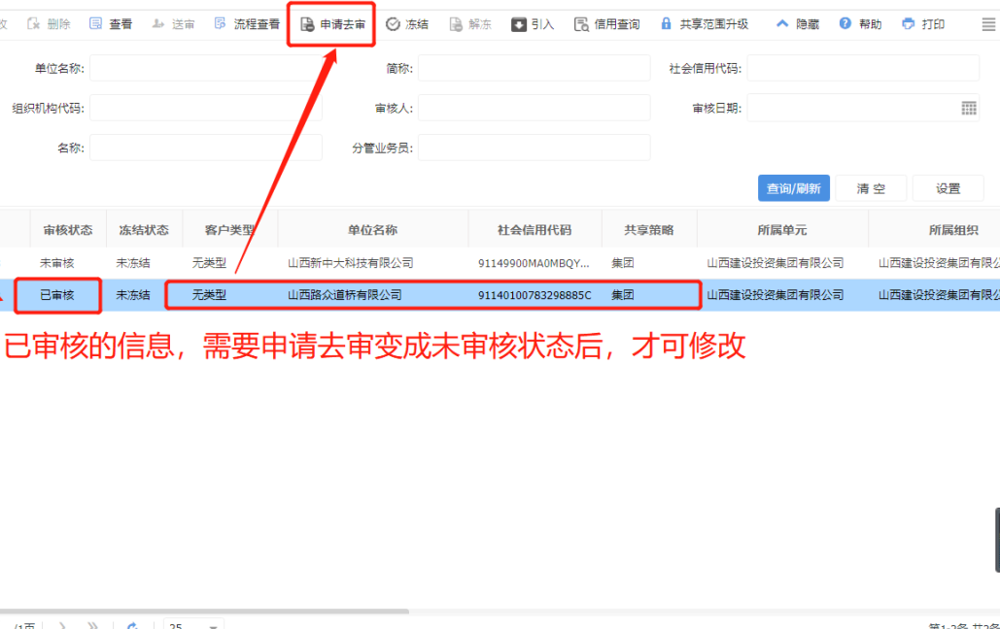 改 删除 查看 送审 流程查看 申请去审 冻结 解冻 引入 信用查询 共享范围升级 隐藏 帮助 打印
单位名称: 简称: 社会信用代码:
组织机构代码: 审核人: 审核日期:
名称: 分管业务员:
查询/刷新 清 空 设置
审核状态 冻结状态 客户类型 单位名称 社会信用代码 共享策略 所属单元 所属组织
未审核 未冻结 无类型 山西新中大科技有限公司 91149900MA0MBQY... 集团 山西建设投资集团有限公司 山西建设投资集团有限公
已审核 未冻结 无类型 山西路众道桥有限公司 91140100783298885C 集团 山西建设投资集团有限公司 山西建设投资集团有限公
已审核的信息，需要申请去审变成未审核状态后，才可修改
/1页 25 第1-2条 共2条